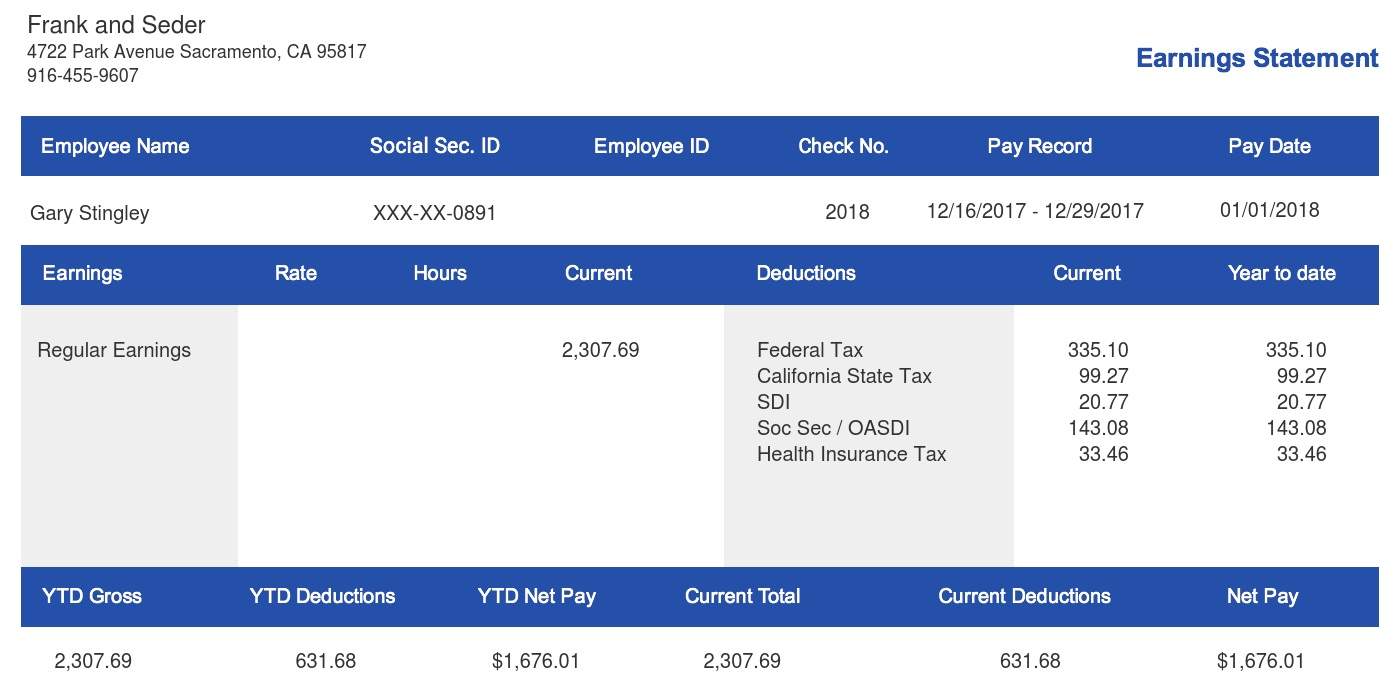 Frank and Seder
4722 Park Avenue Sacramento, CA 95817
916-455-9607
Earnings Statement
Employee Name Social Sec. ID Employee ID Check No. Pay Record Pay Date
Gary Stingley XXX-XX-0891 2018 12/16/2017 - 12/29/2017 01/01/2018
Earnings Rate Hours Current Deductions Current Year to date
Regular Earnings 2,307.69 Federal Tax 335.10 335.10
California State Tax 99.27 99.27
SDI 20.77 20.77
Soc Sec / OASDI 143.08 143.08
Health Insurance Tax 33.46 33.46
YTD Gross YTD Deductions YTD Net Pay Current Total Current Deductions Net Pay
2,307.69 631.68 $1,676.01 2,307.69 631.68 $1,676.01